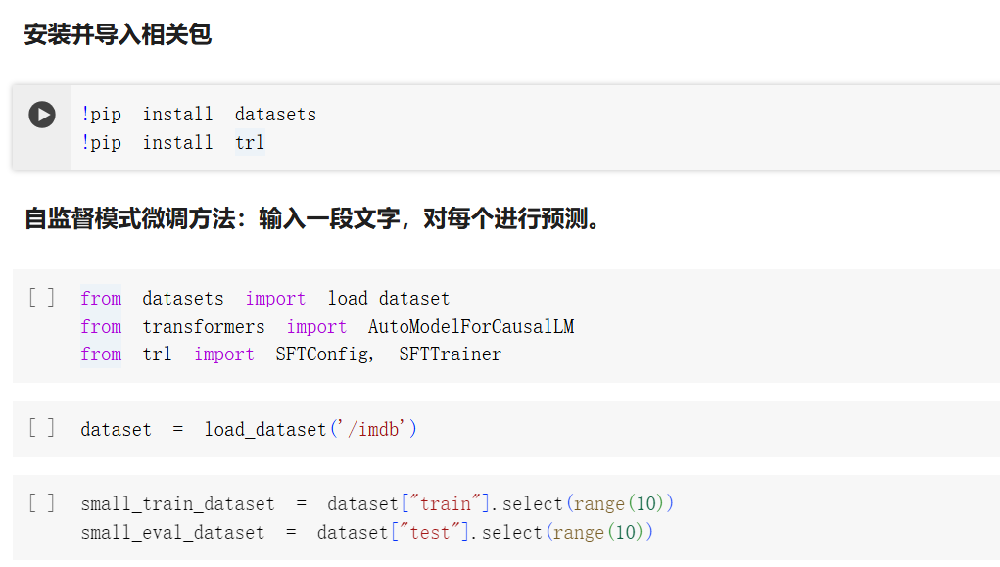 安装并导入相关包
!pip install datasets
!pip install trl
自监督模式微调方法：输入一段文字，对每个进行预测。
[ ] from datasets import load_dataset
from transformers import AutoModelForCausalLM
from trl import SFTConfig, SFTTrainer
[ ] dataset = load_dataset('/imdb')
[ ] small_train_dataset = dataset["train"].select(range(10))
small_eval_dataset = dataset["test"].select(range(10))